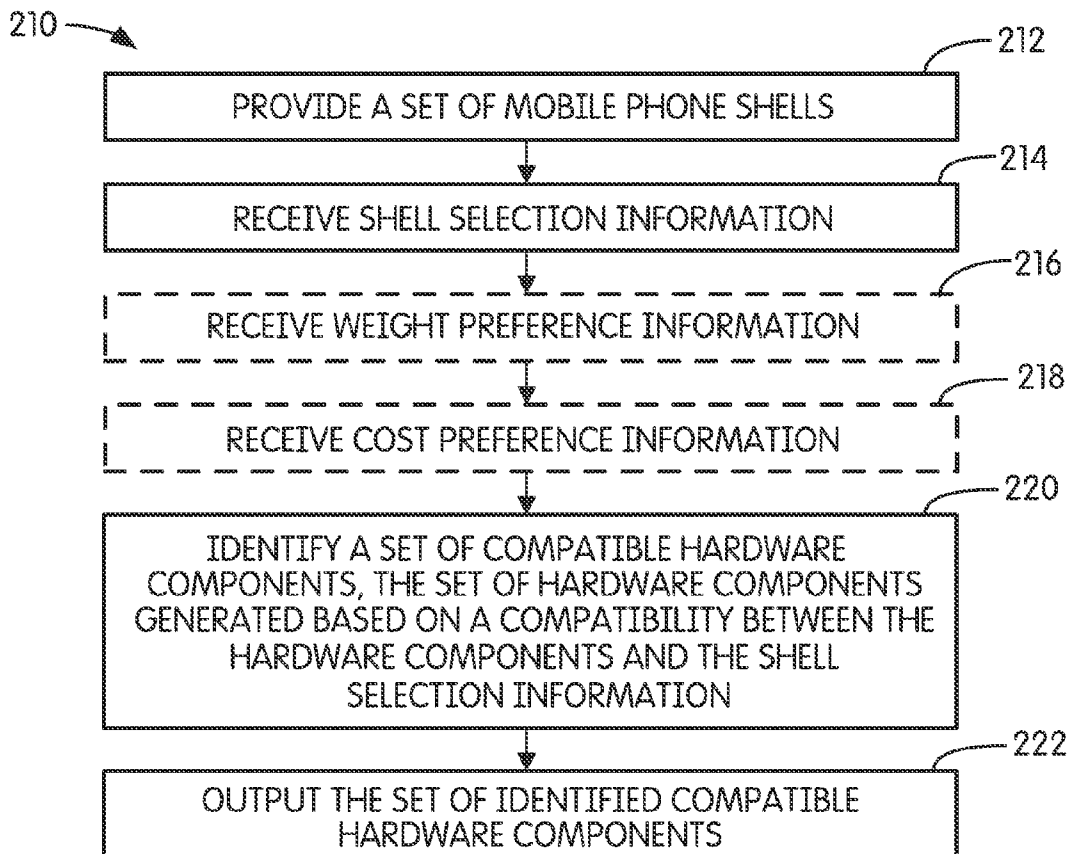 210
212
PROVIDE A SET OF MOBILE PHONE SHELLS
214
RECEIVE SHELL SELECTION INFORMATION
216
RECEIVE WEIGHT PREFERENCE INFORMATION
218
RECEIVE COST PREFERENCE INFORMATION
220
IDENTIFY A SET OF COMPATIBLE HARDWARE
COMPONENTS, THE SET OF HARDWARE COMPONENTS
GENERATED BASED ON A COMPATIBILITY BETWEEN THE
HARDWARE COMPONENTS AND THE SHELL
SELECTION INFORMATION
222
OUTPUT THE SET OF IDENTIFIED COMPATIBLE
HARDWARE COMPONENTS